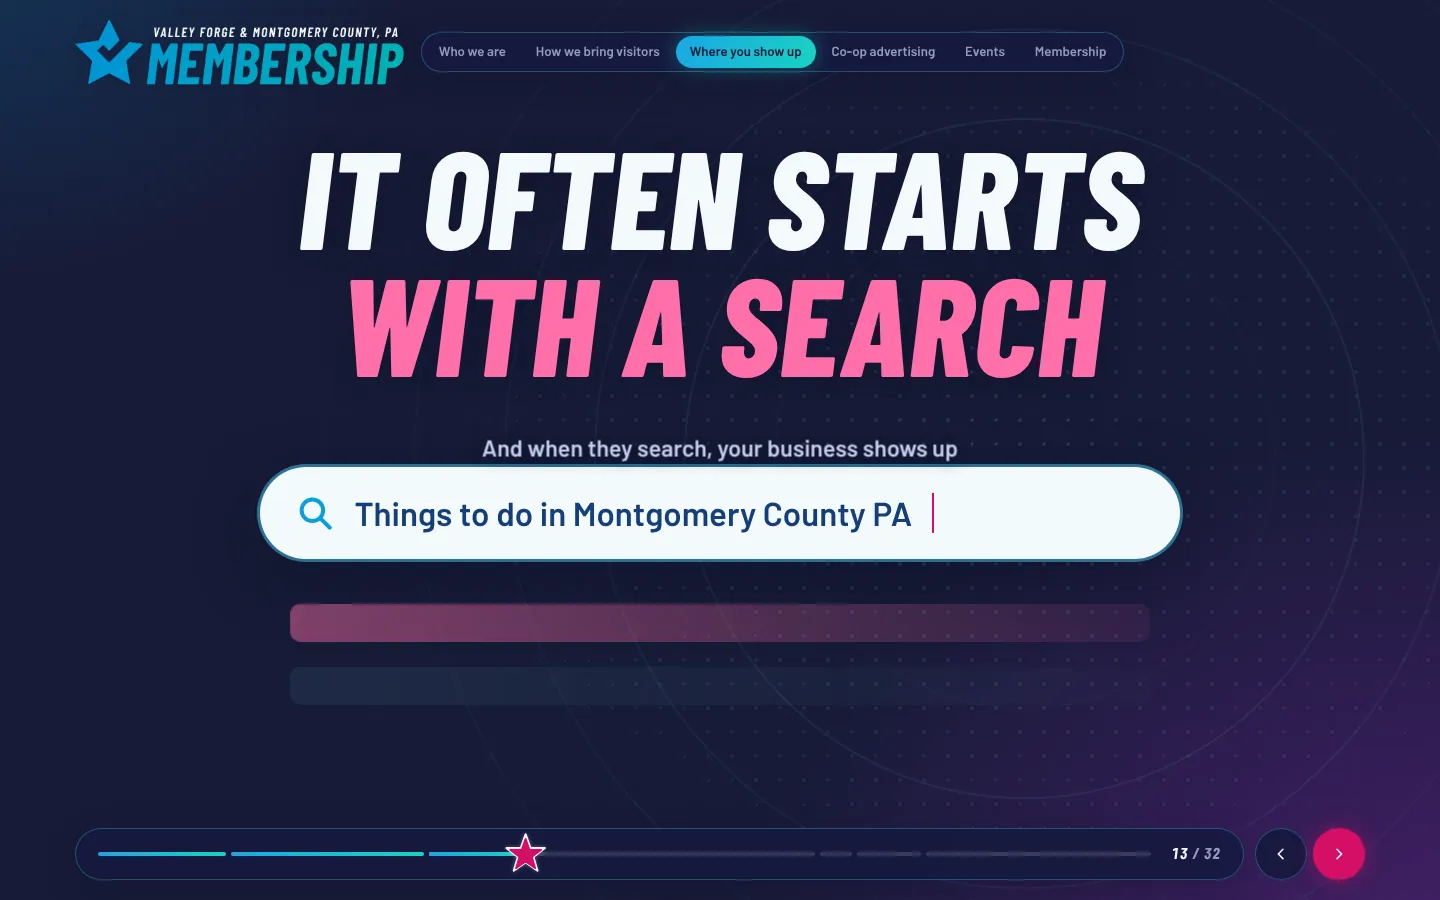 VALLEY FORGE & MONTGOMERY COUNTY, PA
MEMBERSHIP
Who we are
How we bring visitors
Where you show up
Co-op advertising
Events
Membership
IT OFTEN STARTS
WITH A SEARCH
And when they search, your business shows up
Things to do in Montgomery County PA
13 / 32